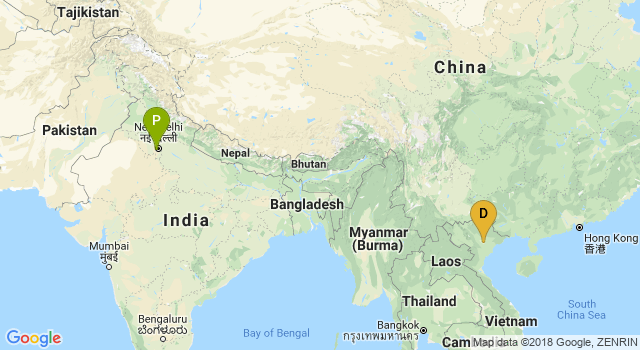 Tajikistan
China
P
New Delhi
नई दिल्ली
Pakistan
Nepal
Bhutan
Bangladesh
D
India
Myanmar
(Burma)
Hong Kong
香港
Mumbai
मुंबई
Laos
Thailand
South
China Sea
Bengaluru
ಬೆಂಗಳೂರು
Bay of Bengal
Bangkok
กรุงเทพมหานคร
Vietnam
Cam
Google
Map data ©2018 Google, ZENRIN